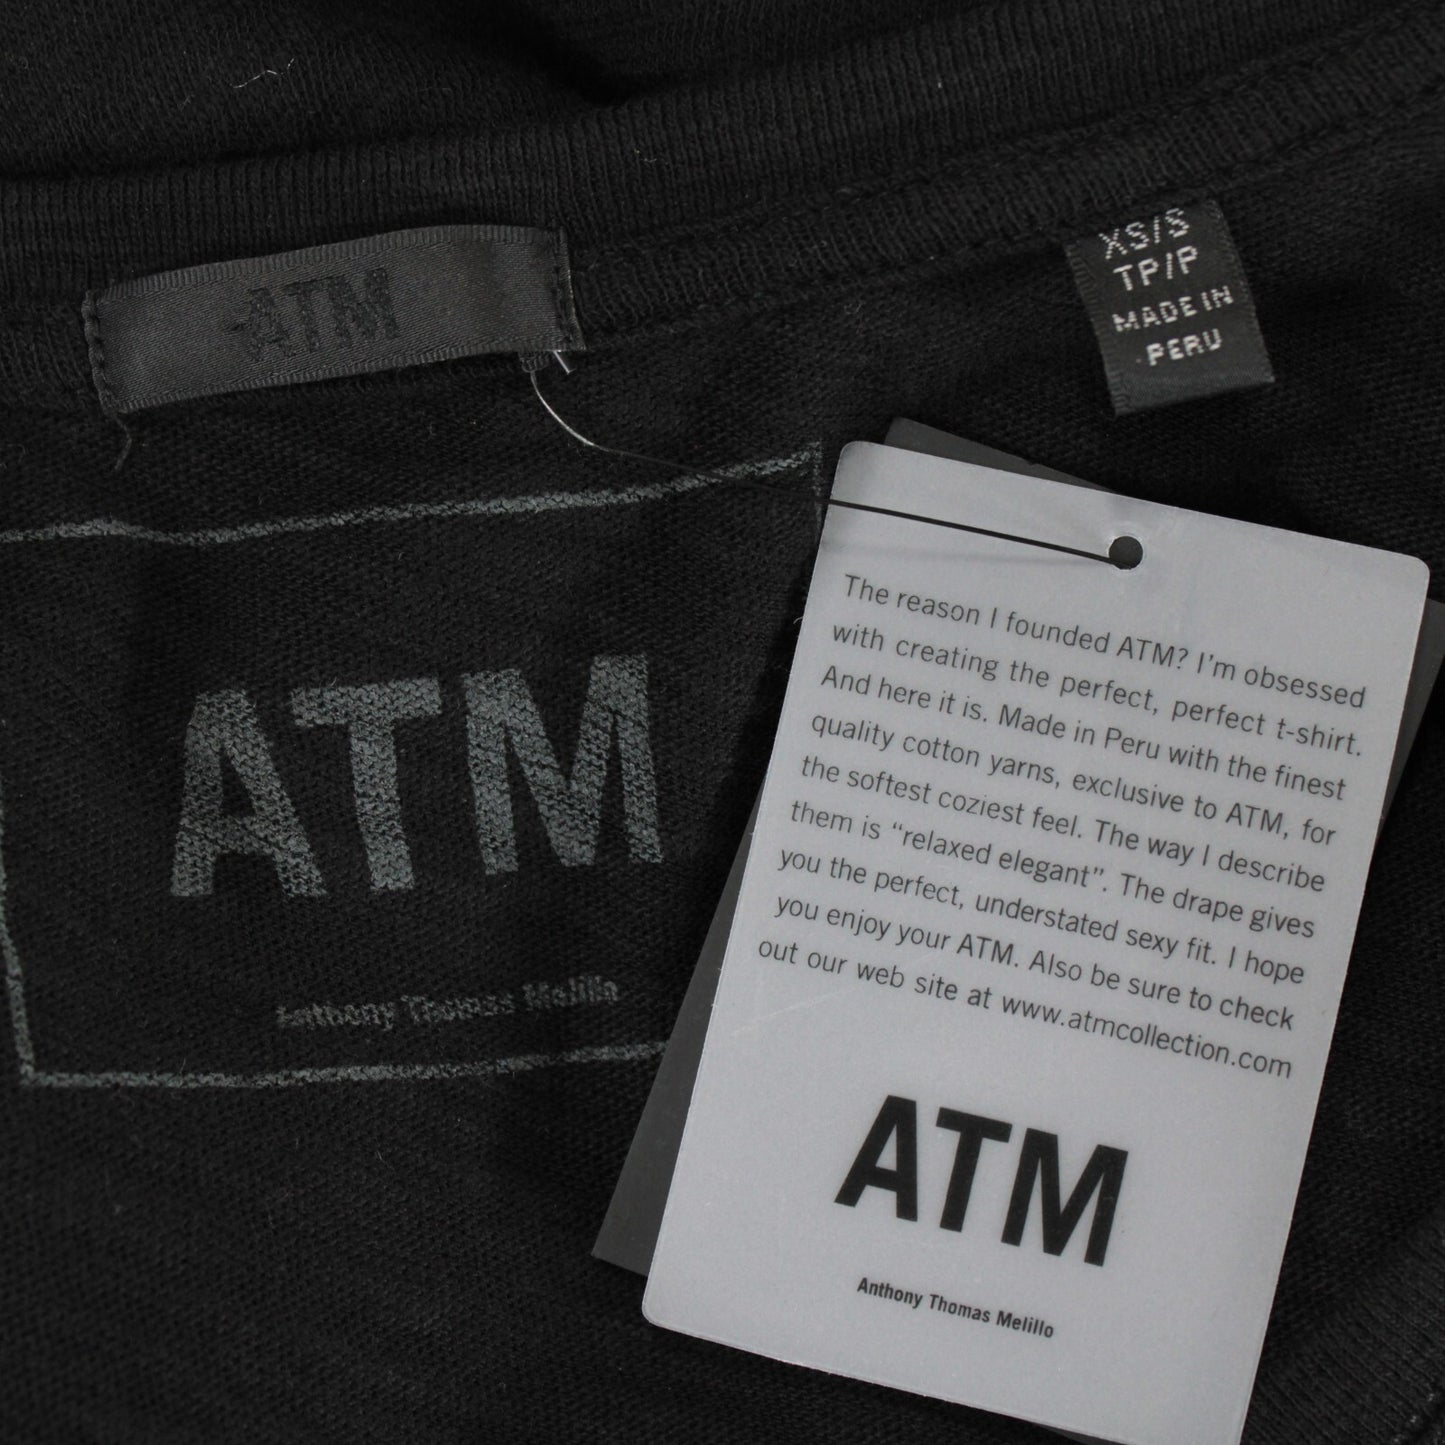 ATM
XS/S
TP/P
MADE IN
PERU
ATM
Anthony Thomas Melillo
The reason I founded ATM? I'm obsessed
with creating the perfect, perfect t-shirt.
And here it is. Made in Peru with the finest
quality cotton yarns, exclusive to ATM, for
the softest coziest feel. The way I describe
them is “relaxed elegant”. The drape gives
you the perfect, understated sexy fit. I hope
you enjoy your ATM. Also be sure to check
out our web site at www.atmcollection.com
ATM
Anthony Thomas Melillo